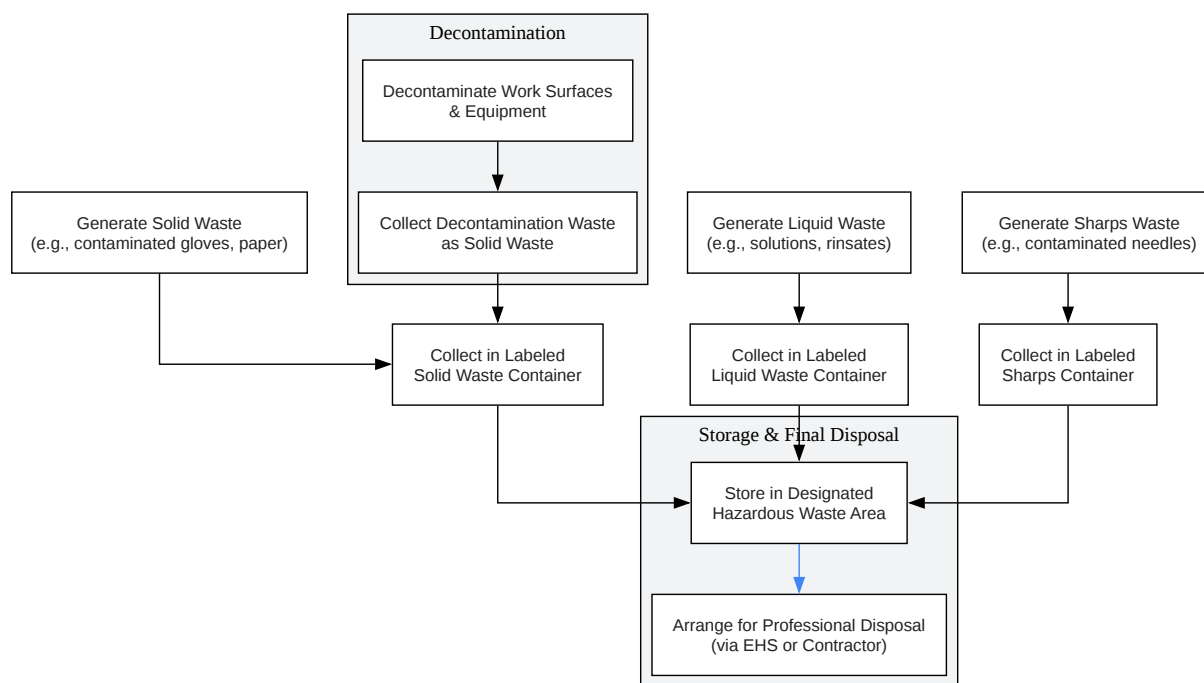 Decontamination
Decontaminate Work Surfaces
& Equipment
Generate Solid Waste
(e.g., contaminated gloves, paper)
Collect Decontamination Waste
as Solid Waste
Generate Liquid Waste
(e.g., solutions, rinsates)
Generate Sharps Waste
(e.g., contaminated needles)
Collect in Labeled
Solid Waste Container
Collect in Labeled
Liquid Waste Container
Collect in Labeled
Sharps Container
Storage & Final Disposal
Store in Designated
Hazardous Waste Area
Arrange for Professional Disposal
(via EHS or Contractor)